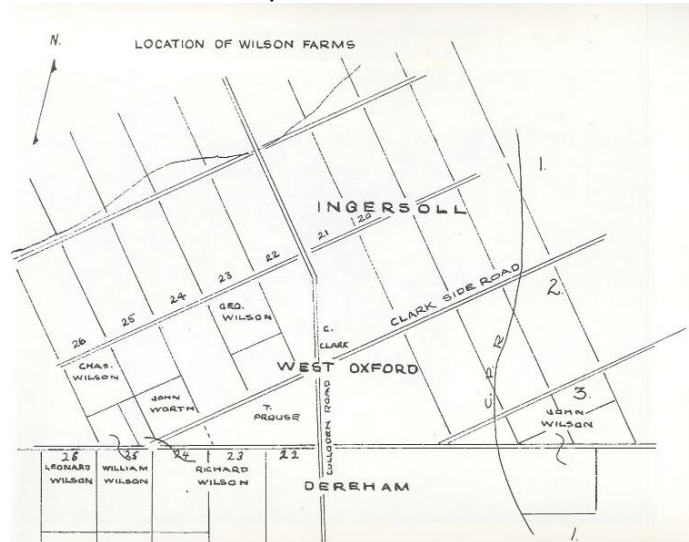 N.
LOCATION OF WILSON FARMS
1.
INGERSOLL
21
20
22
23
24
25
26
CLARK SIDE ROAD
2.
GEO.
WILSON
C.
CLARK
CHAS.
WILSON
WEST OXFORD
C.P.R.
3.
JOHN
WORTH
T.
PROUSE
JOHN
WILSON
CULLODEN ROAD
26
25
24
23
22
LEONARD
WILSON
WILLIAM
WILSON
RICHARD
WILSON
DEREHAM
1.